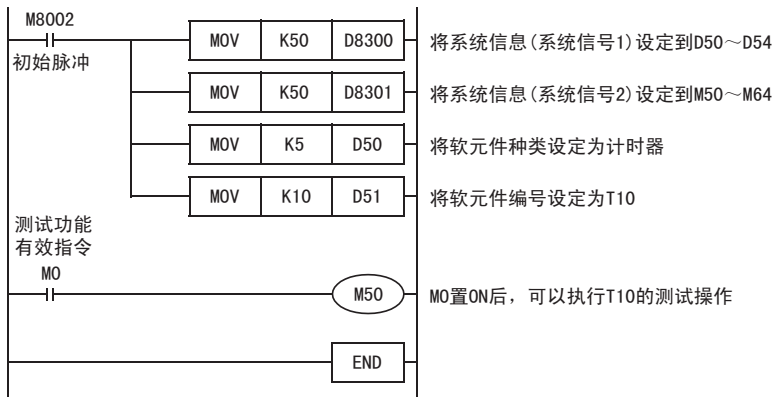 M8002
初始脉冲
MOV K50 D8300 将系统信息(系统信号1)设定到D50～D54
MOV K50 D8301 将系统信息(系统信号2)设定到M50～M64
MOV K5 D50 将软元件种类设定为计时器
MOV K10 D51 将软元件编号设定为T10
测试功能
有效指令
M0
M50 M0置ON后，可以执行T10的测试操作
END